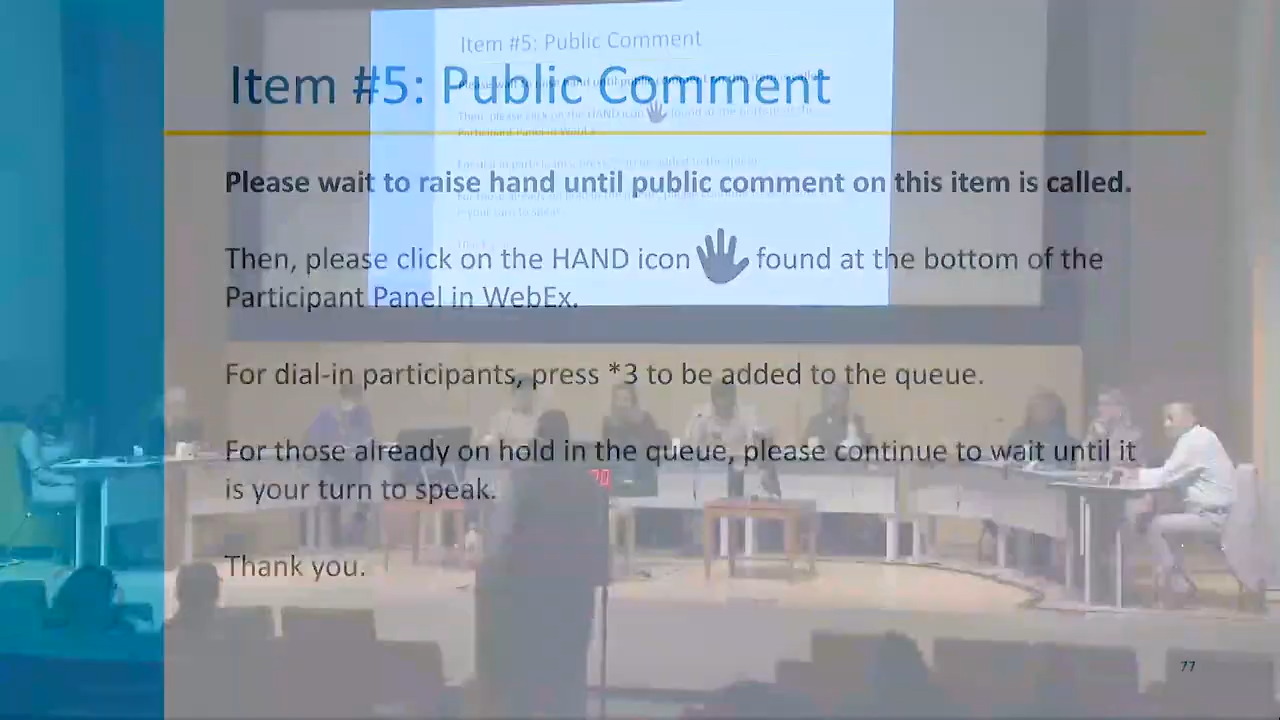 Item #5: Public Comment
Item #5: Public Comment
Please wait to raise hand until public comment on this item is called.
Then, please click on the HAND icon found at the bottom of the
Participant Panel in WebEx.
For dial-in participants, press *3 to be added to the queue.
For those already on hold in the queue, please continue to wait until it
is your turn to speak.
Thank you.
77